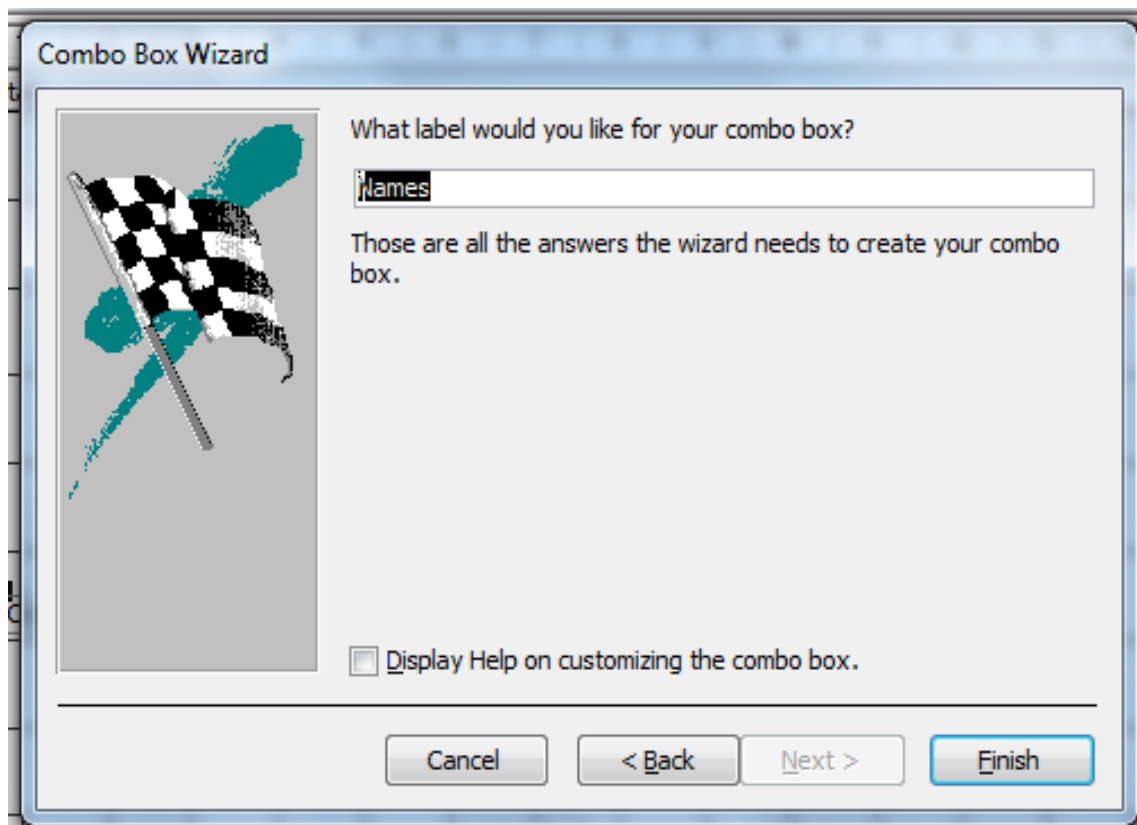 Combo Box Wizard
What label would you like for your combo box?
Names
Those are all the answers the wizard needs to create your combo
box.
Display Help on customizing the combo box.
Cancel
< Back
Next >
Finish